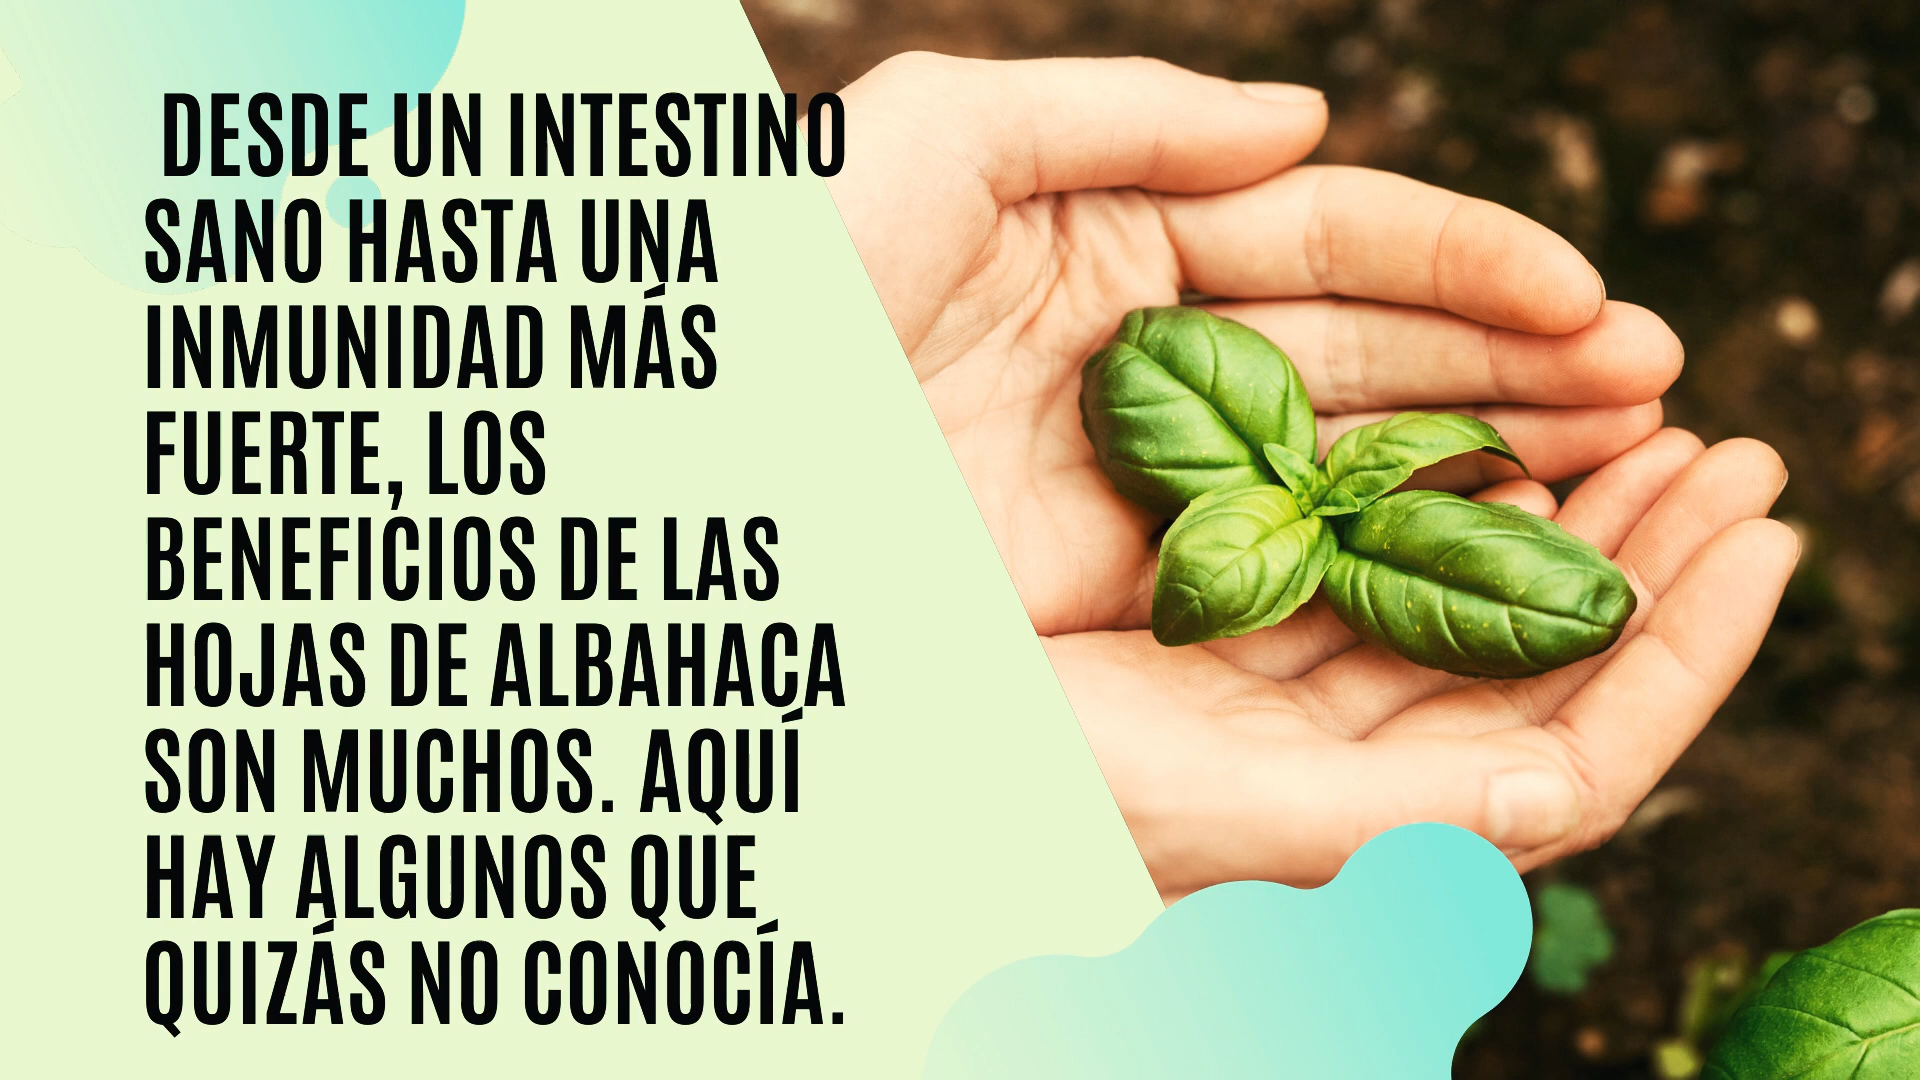 DESDE UN INTESTINO
SANO HASTA UNA
INMUNIDAD MÁS
FUERTE, LOS
BENEFICIOS DE LAS
HOJAS DE ALBAHACA
SON MUCHOS. AQUÍ
HAY ALGUNOS QUE
QUIZÁS NO CONOCÍA.